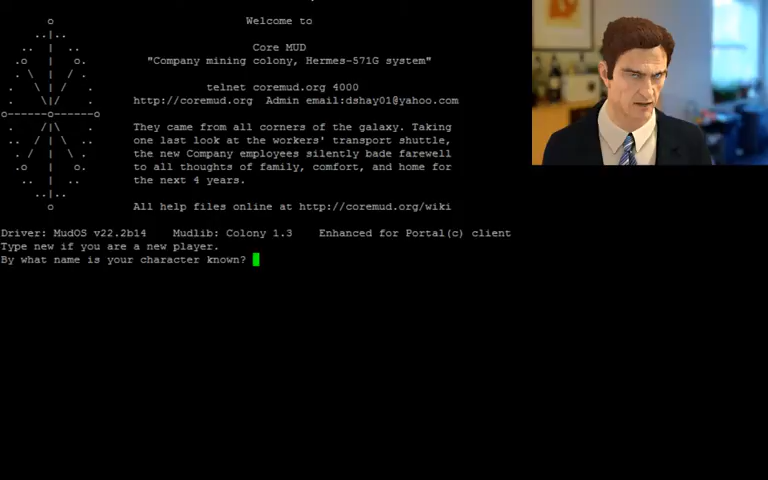 Welcome to
Core MUD
"Company mining colony, Hermes-571G system"
telnet coremud.org 4000
http://coremud.org Admin email:dshay01@yahoo.com
They came from all corners of the galaxy. Taking
one last look at the workers' transport shuttle,
the new Company employees silently bade farewell
to all thoughts of family, comfort, and home for
the next 4 years.
All help files online at http://coremud.org/wiki
Driver: MudOS v22.2b14 Mudlib: Colony 1.3 Enhanced for Portal(c) client
Type new if you are a new player.
By what name is your character known?